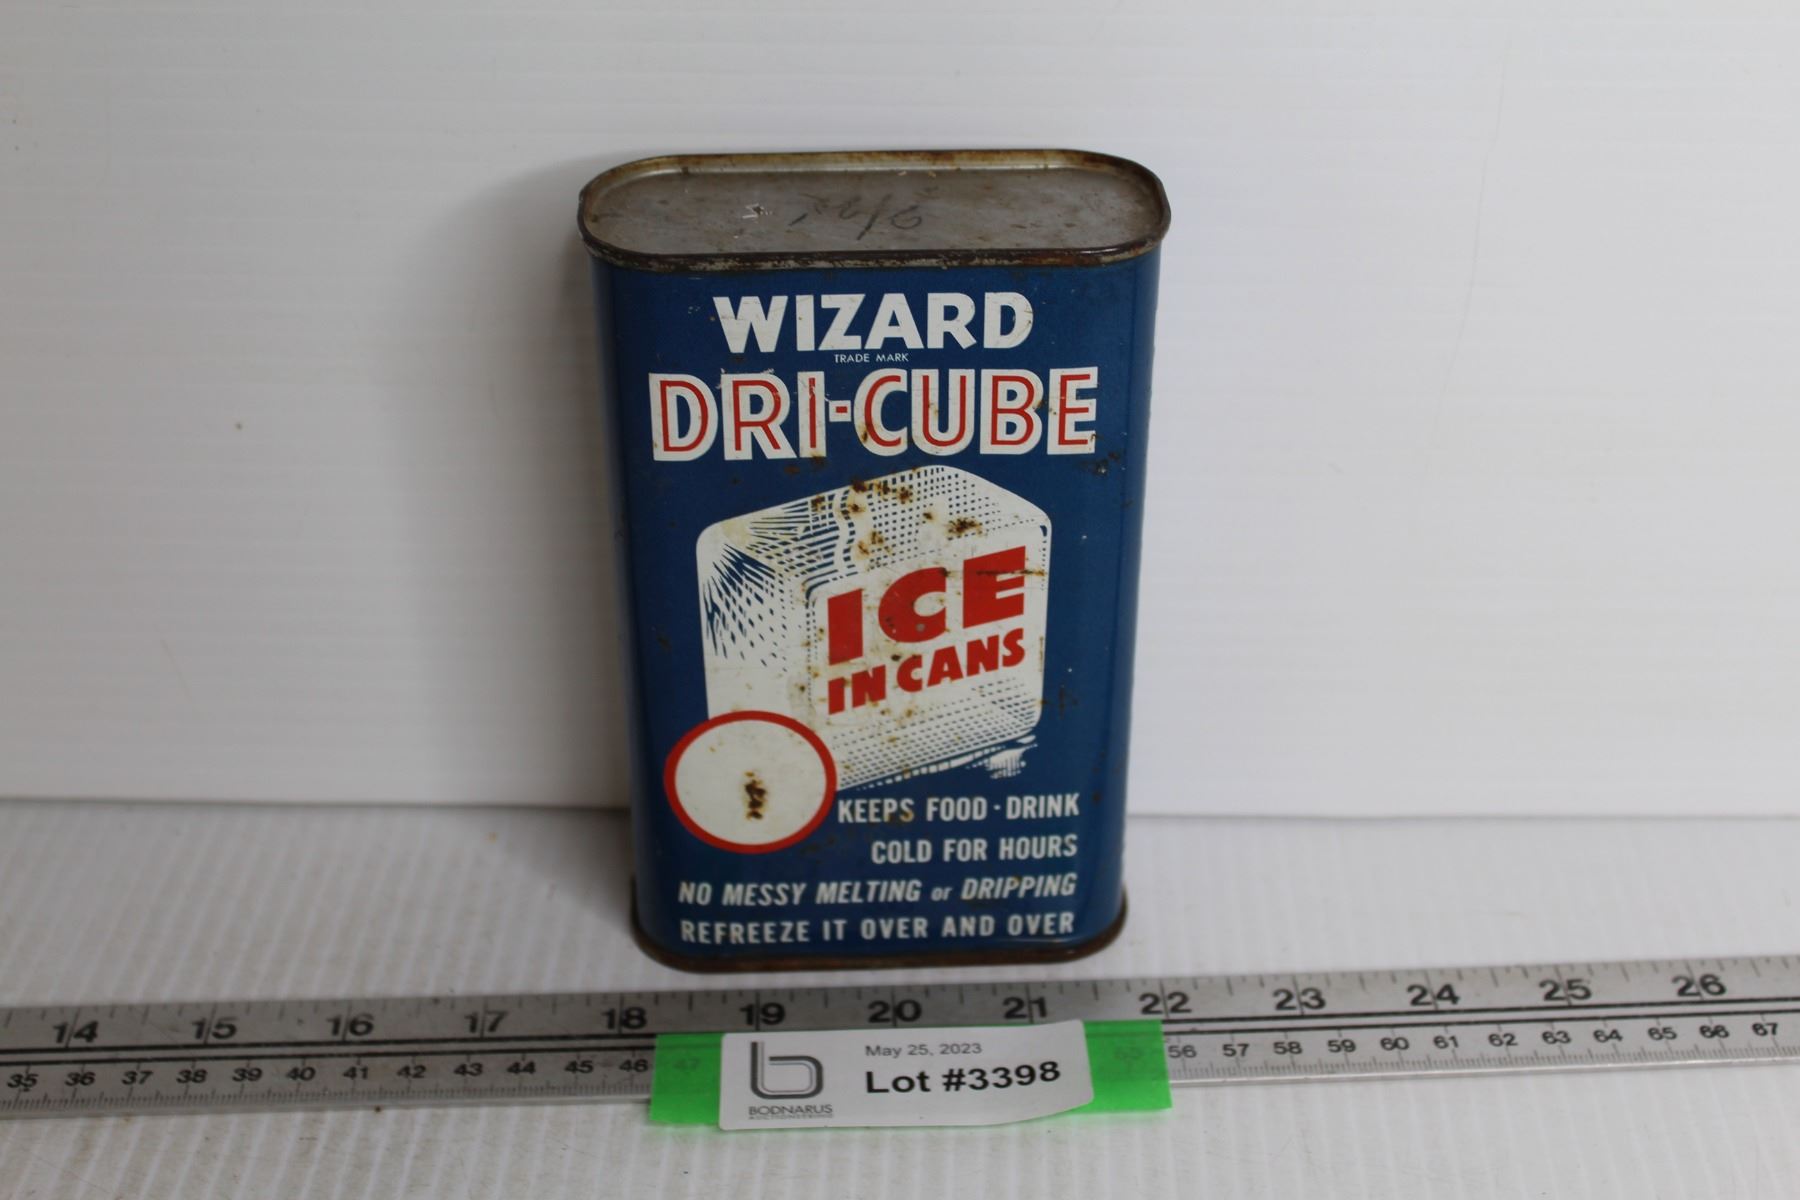 WIZARD
TRADE MARK
DRI-CUBE
ICE
IN CANS
KEEPS FOOD · DRINK
COLD FOR HOURS
NO MESSY MELTING or DRIPPING
REFREEZE IT OVER AND OVER
14 15 16 17 18 19 20 21 22 23 24 25 26
35 36 37 38 39 40 41 42 43 44 45 46 47 56 57 58 59 60 61 62 63 64 65 66 67
May 25, 2023
Lot #3398
BODNARUS
AUCTIONEERING